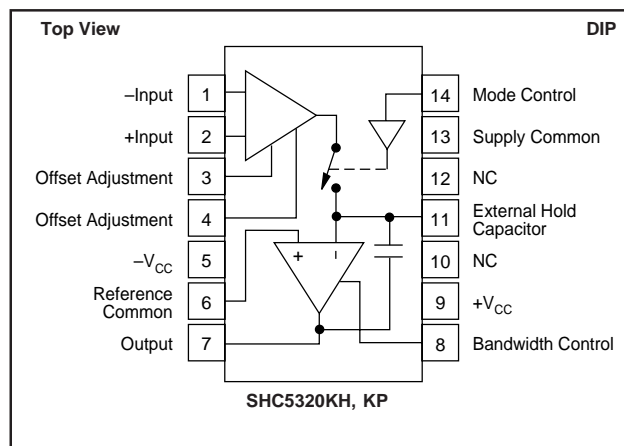 Top View
DIP
–Input 1
+Input 2
Offset Adjustment 3
Offset Adjustment 4
–VCC 5
Reference
Common 6
Output 7
14 Mode Control
13 Supply Common
12 NC
11 External Hold
Capacitor
10 NC
9 +VCC
8 Bandwidth Control
+ –
SHC5320KH, KP